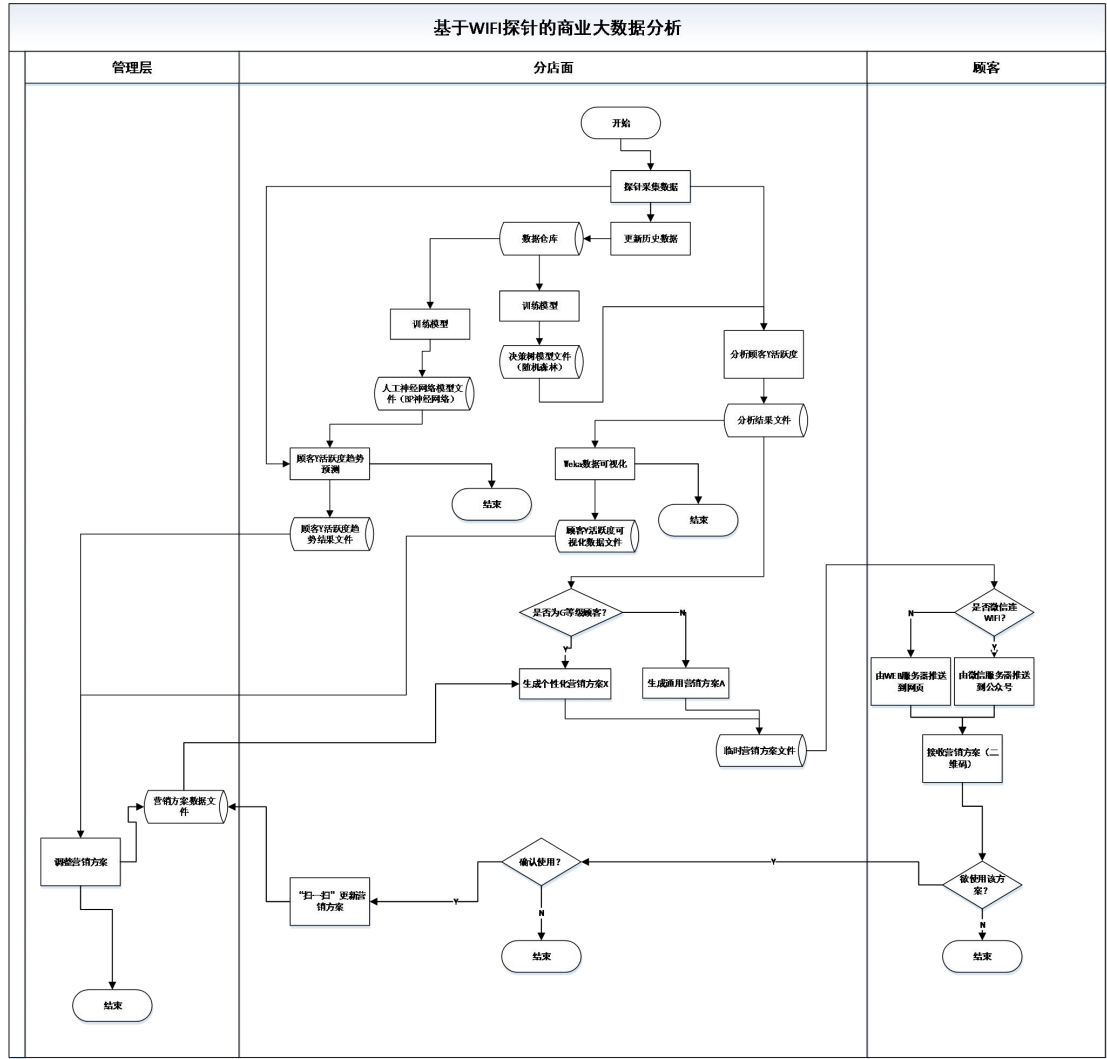 基于WIFI探针的商业大数据分析
管理层
分店面
顾客
开始
探针采集数据
数据仓库
更新历史数据
训练模型
训练模型
决策树模型文件
（随机森林）
分析顾客Y活跃度
人工神经网络模型文
件（BP神经网络）
分析结果文件
顾客Y活跃度趋势
预测
Weka数据可视化
结束
结束
顾客Y活跃度趋
势结果文件
顾客Y活跃度可
视化数据文件
是否为G等级顾客？
N
Y
是否微信连
WIFI？
N
Y
生成个性化营销方案X
生成通用营销方案A
由WEB服务器推送
到网页
由微信服务器推送
到公众号
临时营销方案文件
接收营销方案（二
维码）
营销方案数据文
件
调整营销方案
确认使用？
Y
欲使用该方
案？
“扫一扫”更新营
销方案
Y
N
N
结束
结束
结束